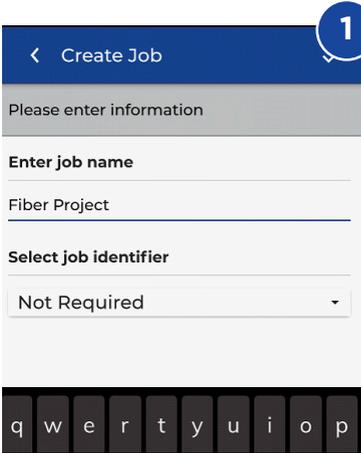 1
Create Job
Please enter information
Enter job name
Fiber Project
Select job identifier
Not Required
q w e r t y u i o p